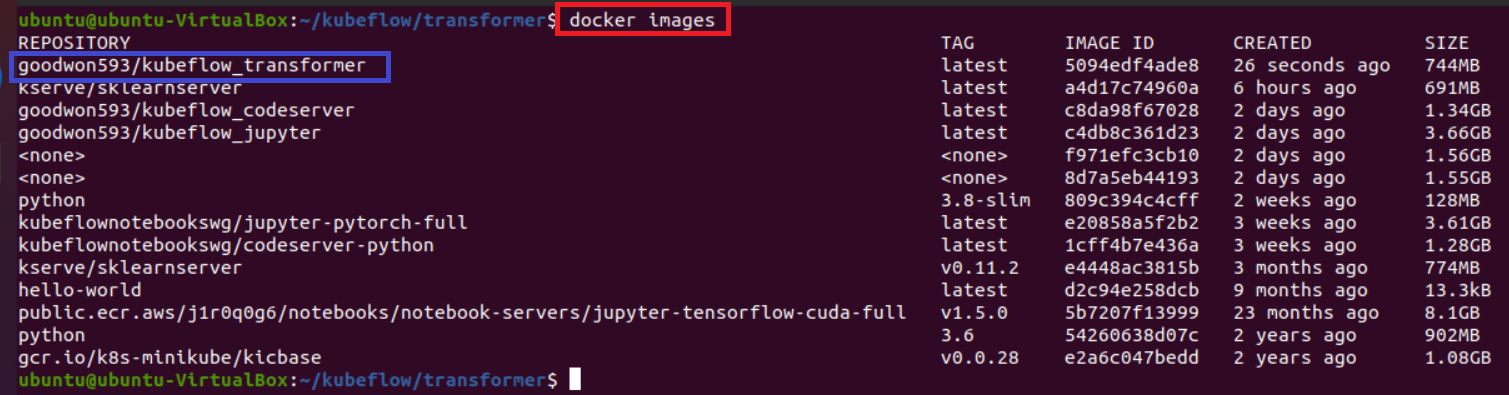 ubuntu@ubuntu-VirtualBox:~/kubeflow/transformer$ docker images
REPOSITORY TAG IMAGE ID CREATED SIZE
goodwon593/kubeflow_transformer latest 5094edf4ade8 26 seconds ago 744MB
kserve/sklearnserver latest a4d17c74960a 6 hours ago 691MB
goodwon593/kubeflow_codeserver latest c8da98f67028 2 days ago 1.34GB
goodwon593/kubeflow_jupyter latest c4db8c361d23 2 days ago 3.66GB
<none> <none> f971efc3cb10 2 days ago 1.56GB
<none> <none> 8d7a5eb44193 2 days ago 1.55GB
python 3.8-slim 809c394c4cff 2 weeks ago 128MB
kubeflownotebookswg/jupyter-pytorch-full latest e20858a5f2b2 3 weeks ago 3.61GB
kubeflownotebookswg/codeserver-python latest 1cff4b7e436a 3 weeks ago 1.28GB
kserve/sklearnserver v0.11.2 e4448ac3815b 3 months ago 774MB
hello-world latest d2c94e258dcb 9 months ago 13.3kB
public.ecr.aws/j1r0q0g6/notebooks/notebook-servers/jupyter-tensorflow-cuda-full v1.5.0 5b7207f13999 23 months ago 8.1GB
python 3.6 54260638d07c 2 years ago 902MB
gcr.io/k8s-minikube/kicbase v0.0.28 e2a6c047bedd 2 years ago 1.08GB
ubuntu@ubuntu-VirtualBox:~/kubeflow/transformer$